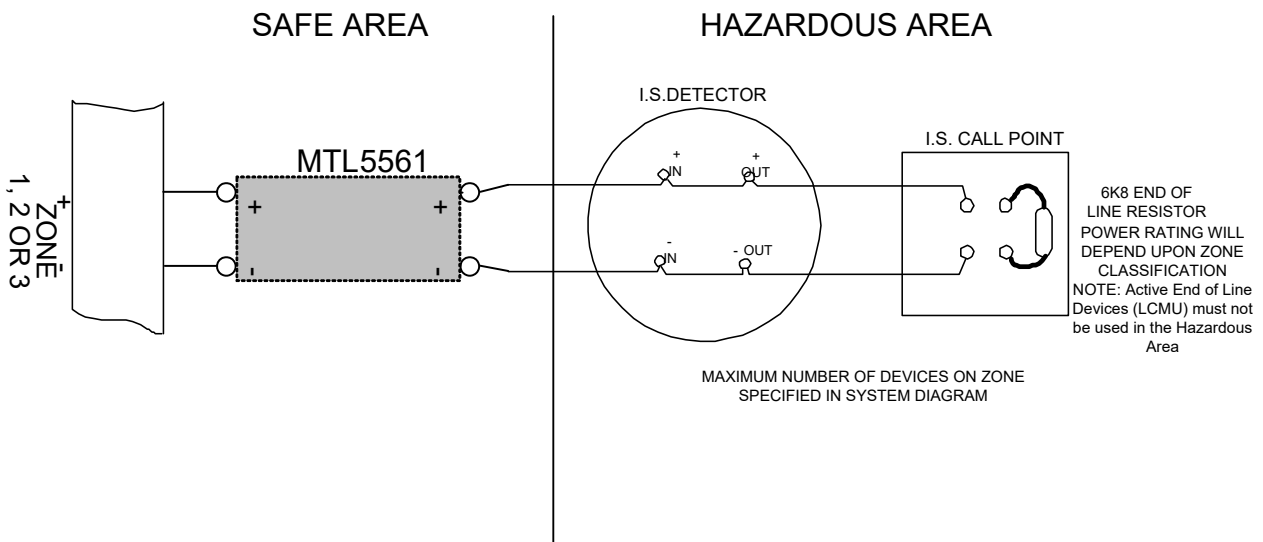 SAFE AREA
HAZARDOUS AREA
I.S.DETECTOR
MTL5561
I.S. CALL POINT
+
+
IN
OUT
+
-
ZONE
1, 2 OR 3
+
+
-
-
-
IN
- OUT
6K8 END OF
LINE RESISTOR
POWER RATING WILL
DEPEND UPON ZONE
CLASSIFICATION
NOTE: Active End of Line
Devices (LCMU) must not
be used in the Hazardous
Area
MAXIMUM NUMBER OF DEVICES ON ZONE
SPECIFIED IN SYSTEM DIAGRAM